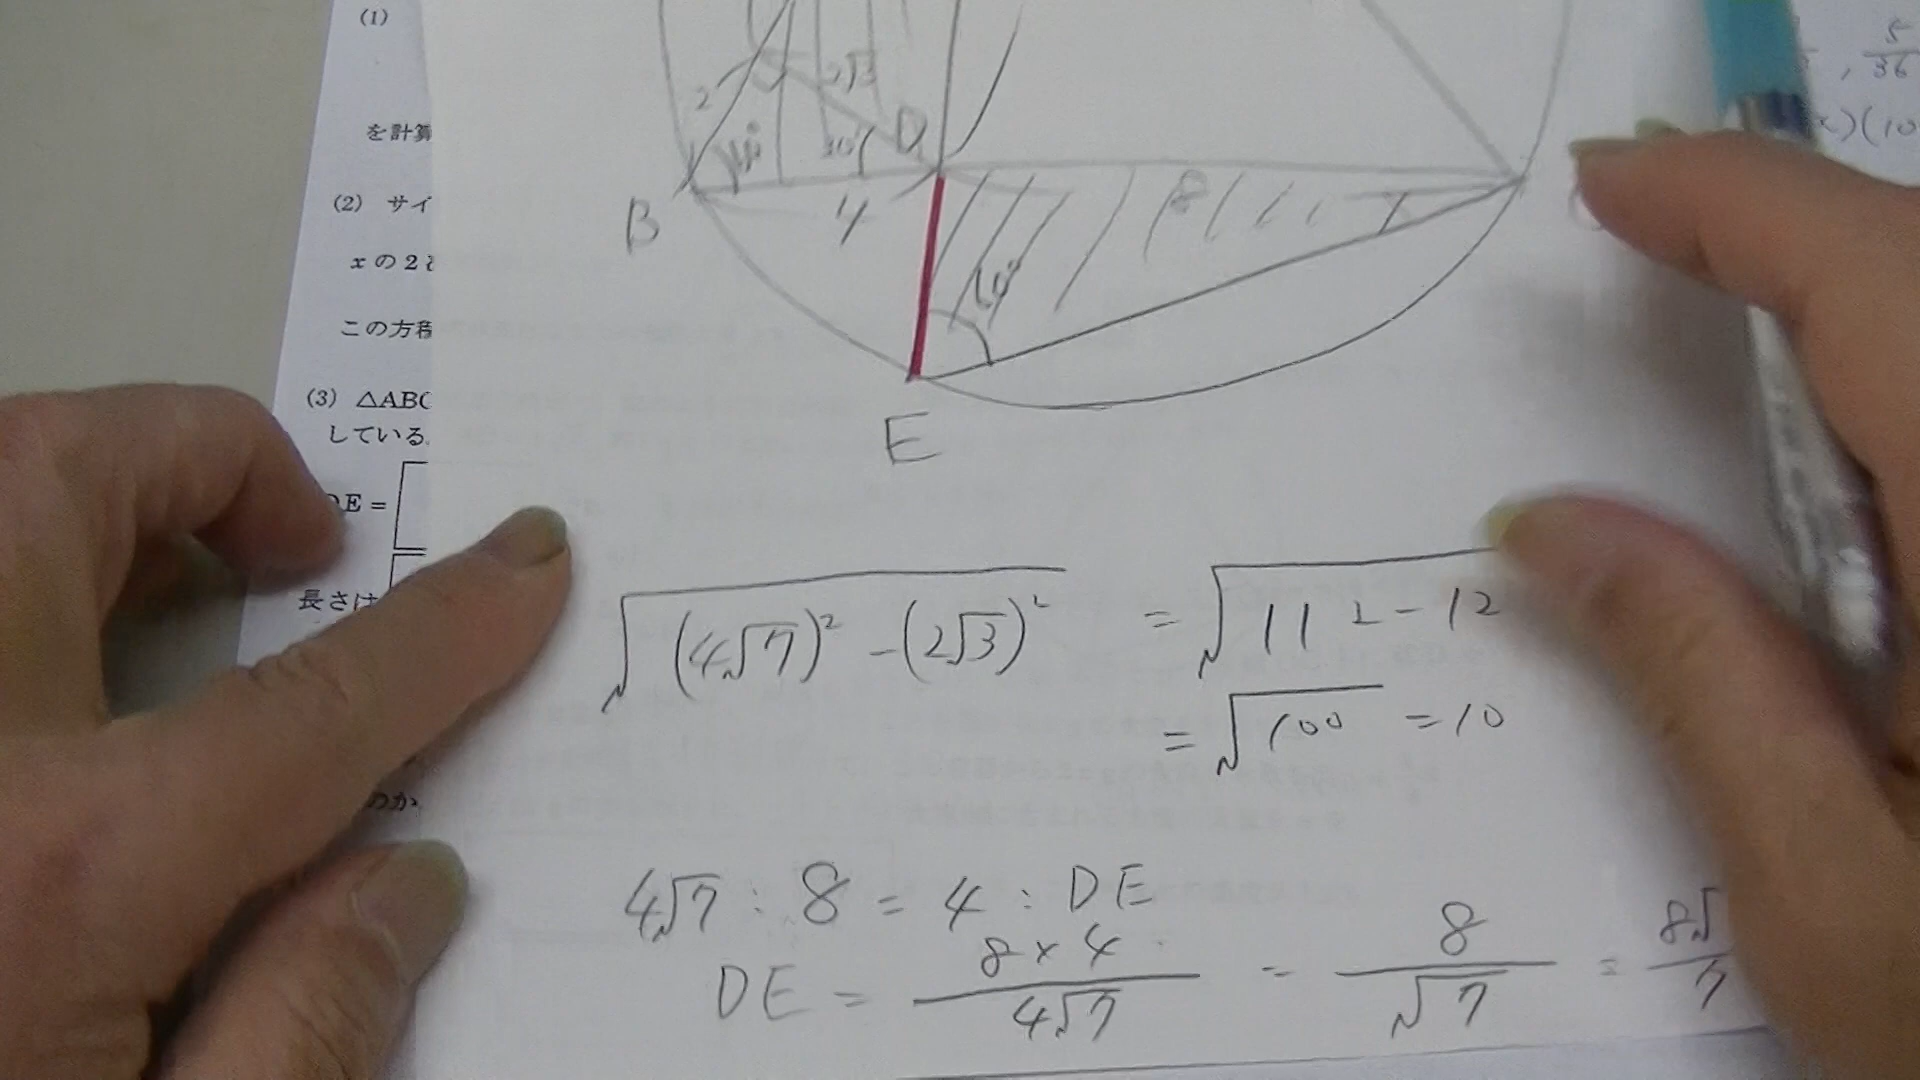 (1)
を計算
(2) サイ
xの2
この方程
(3) △ABC
している。
DE =
長さは
のか
5/36
)(10
2
2√3
D
60°
30°
B
4
8
60°
E
√((4√7)² - (2√3)²) = √(112 - 12
= √100 = 10
4√7 : 8 = 4 : DE
DE = 8×4/4√7 = 8/√7 = 8√/7